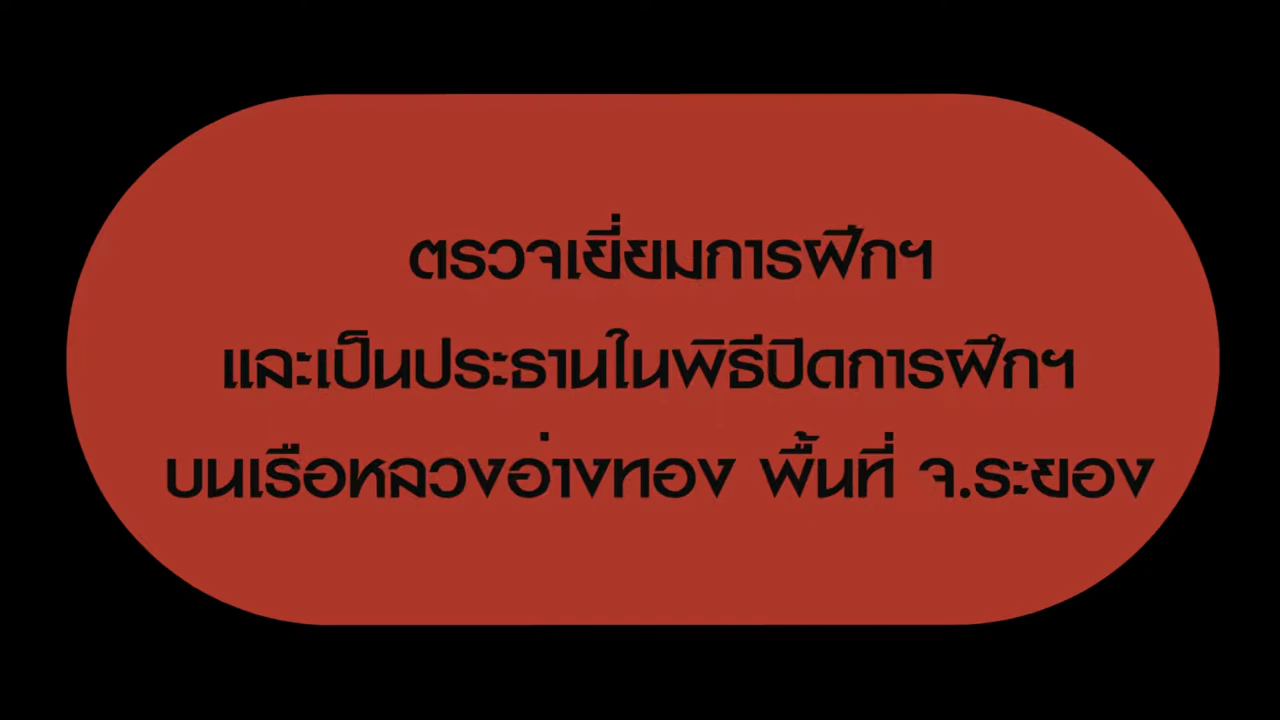 ตรวจเยี่ยมการฝึกฯ
และเป็นประธานในพิธีปิดการฝึกฯ
บนเรือหลวงอ่างทอง พื้นที่ จ.ระยอง